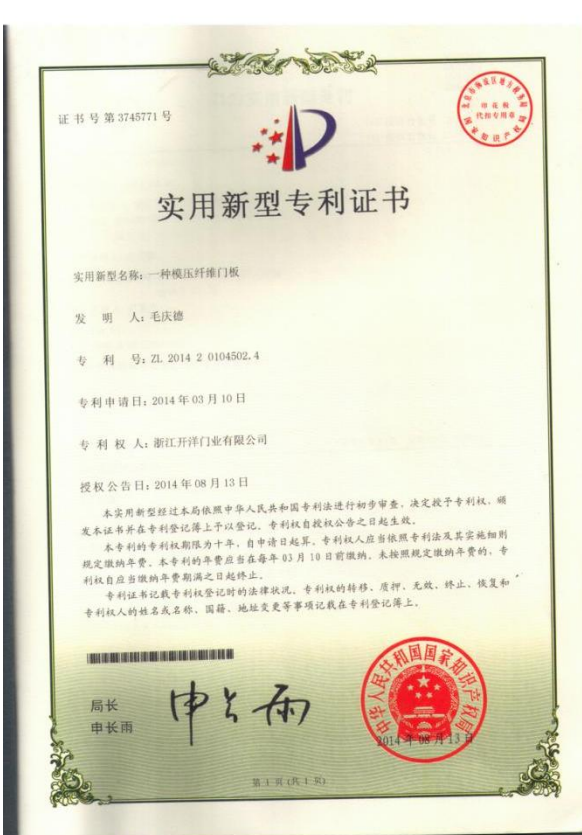 证书号第3745771号
印花税
代扣专用章
国家知识产权局
实用新型专利证书
实用新型名称：一种模压纤维门板
发明人：毛庆德
专利号：ZL 2014 2 0104502.4
专利申请日：2014年03月10日
专利权人：浙江开洋门业有限公司
授权公告日：2014年08月13日
本实用新型经过本局依照中华人民共和国专利法进行初步审查，决定授予专利权，颁
发本证书并在专利登记簿上予以登记。专利权自授权公告之日起生效。
本专利的专利权期限为十年，自申请日起算。专利权人应当依照专利法及其实施细则
规定缴纳年费。本专利的年费应当在每年03月10日前缴纳。未按照规定缴纳年费的，专
利权自应当缴纳年费期满之日起终止。
专利证书记载专利权登记时的法律状况。专利权的转移、质押、无效、终止、恢复和
专利权人的姓名或名称、国籍、地址变更等事项记载在专利登记簿上。
局长
申长雨
申长雨
中华人民共和国国家知识产权局
2014年08月13日
第1页(共1页)